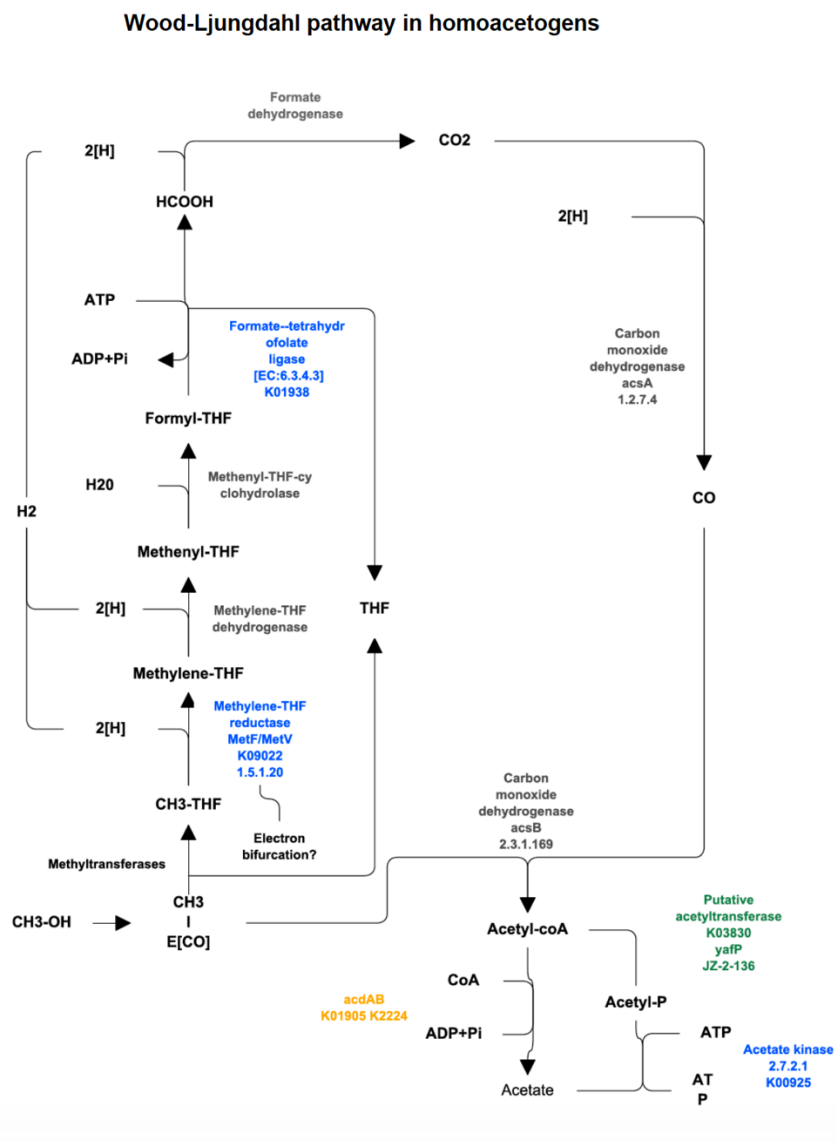 Wood-Ljungdahl pathway in homoacetogens
Formate
dehydrogenase
2[H]
CO2
HCOOH
2[H]
ATP
Formate--tetrahydr
ofolate
ligase
[EC:6.3.4.3]
K01938
ADP+Pi
Carbon
monoxide
dehydrogenase
acsA
1.2.7.4
Formyl-THF
H20
Methenyl-THF-cy
clohydrolase
H2
CO
Methenyl-THF
2[H]
Methylene-THF
dehydrogenase
THF
Methylene-THF
2[H]
Methylene-THF
reductase
MetF/MetV
K09022
1.5.1.20
CH3-THF
Carbon
monoxide
dehydrogenase
acsB
2.3.1.169
Electron
bifurcation?
Methyltransferases
CH3-OH
CH3
I
E[CO]
Acetyl-coA
Putative
acetyltransferase
K03830
yafP
JZ-2-136
CoA
acdAB
K01905 K2224
Acetyl-P
ADP+Pi
ATP
Acetate kinase
2.7.2.1
K00925
Acetate
AT
P